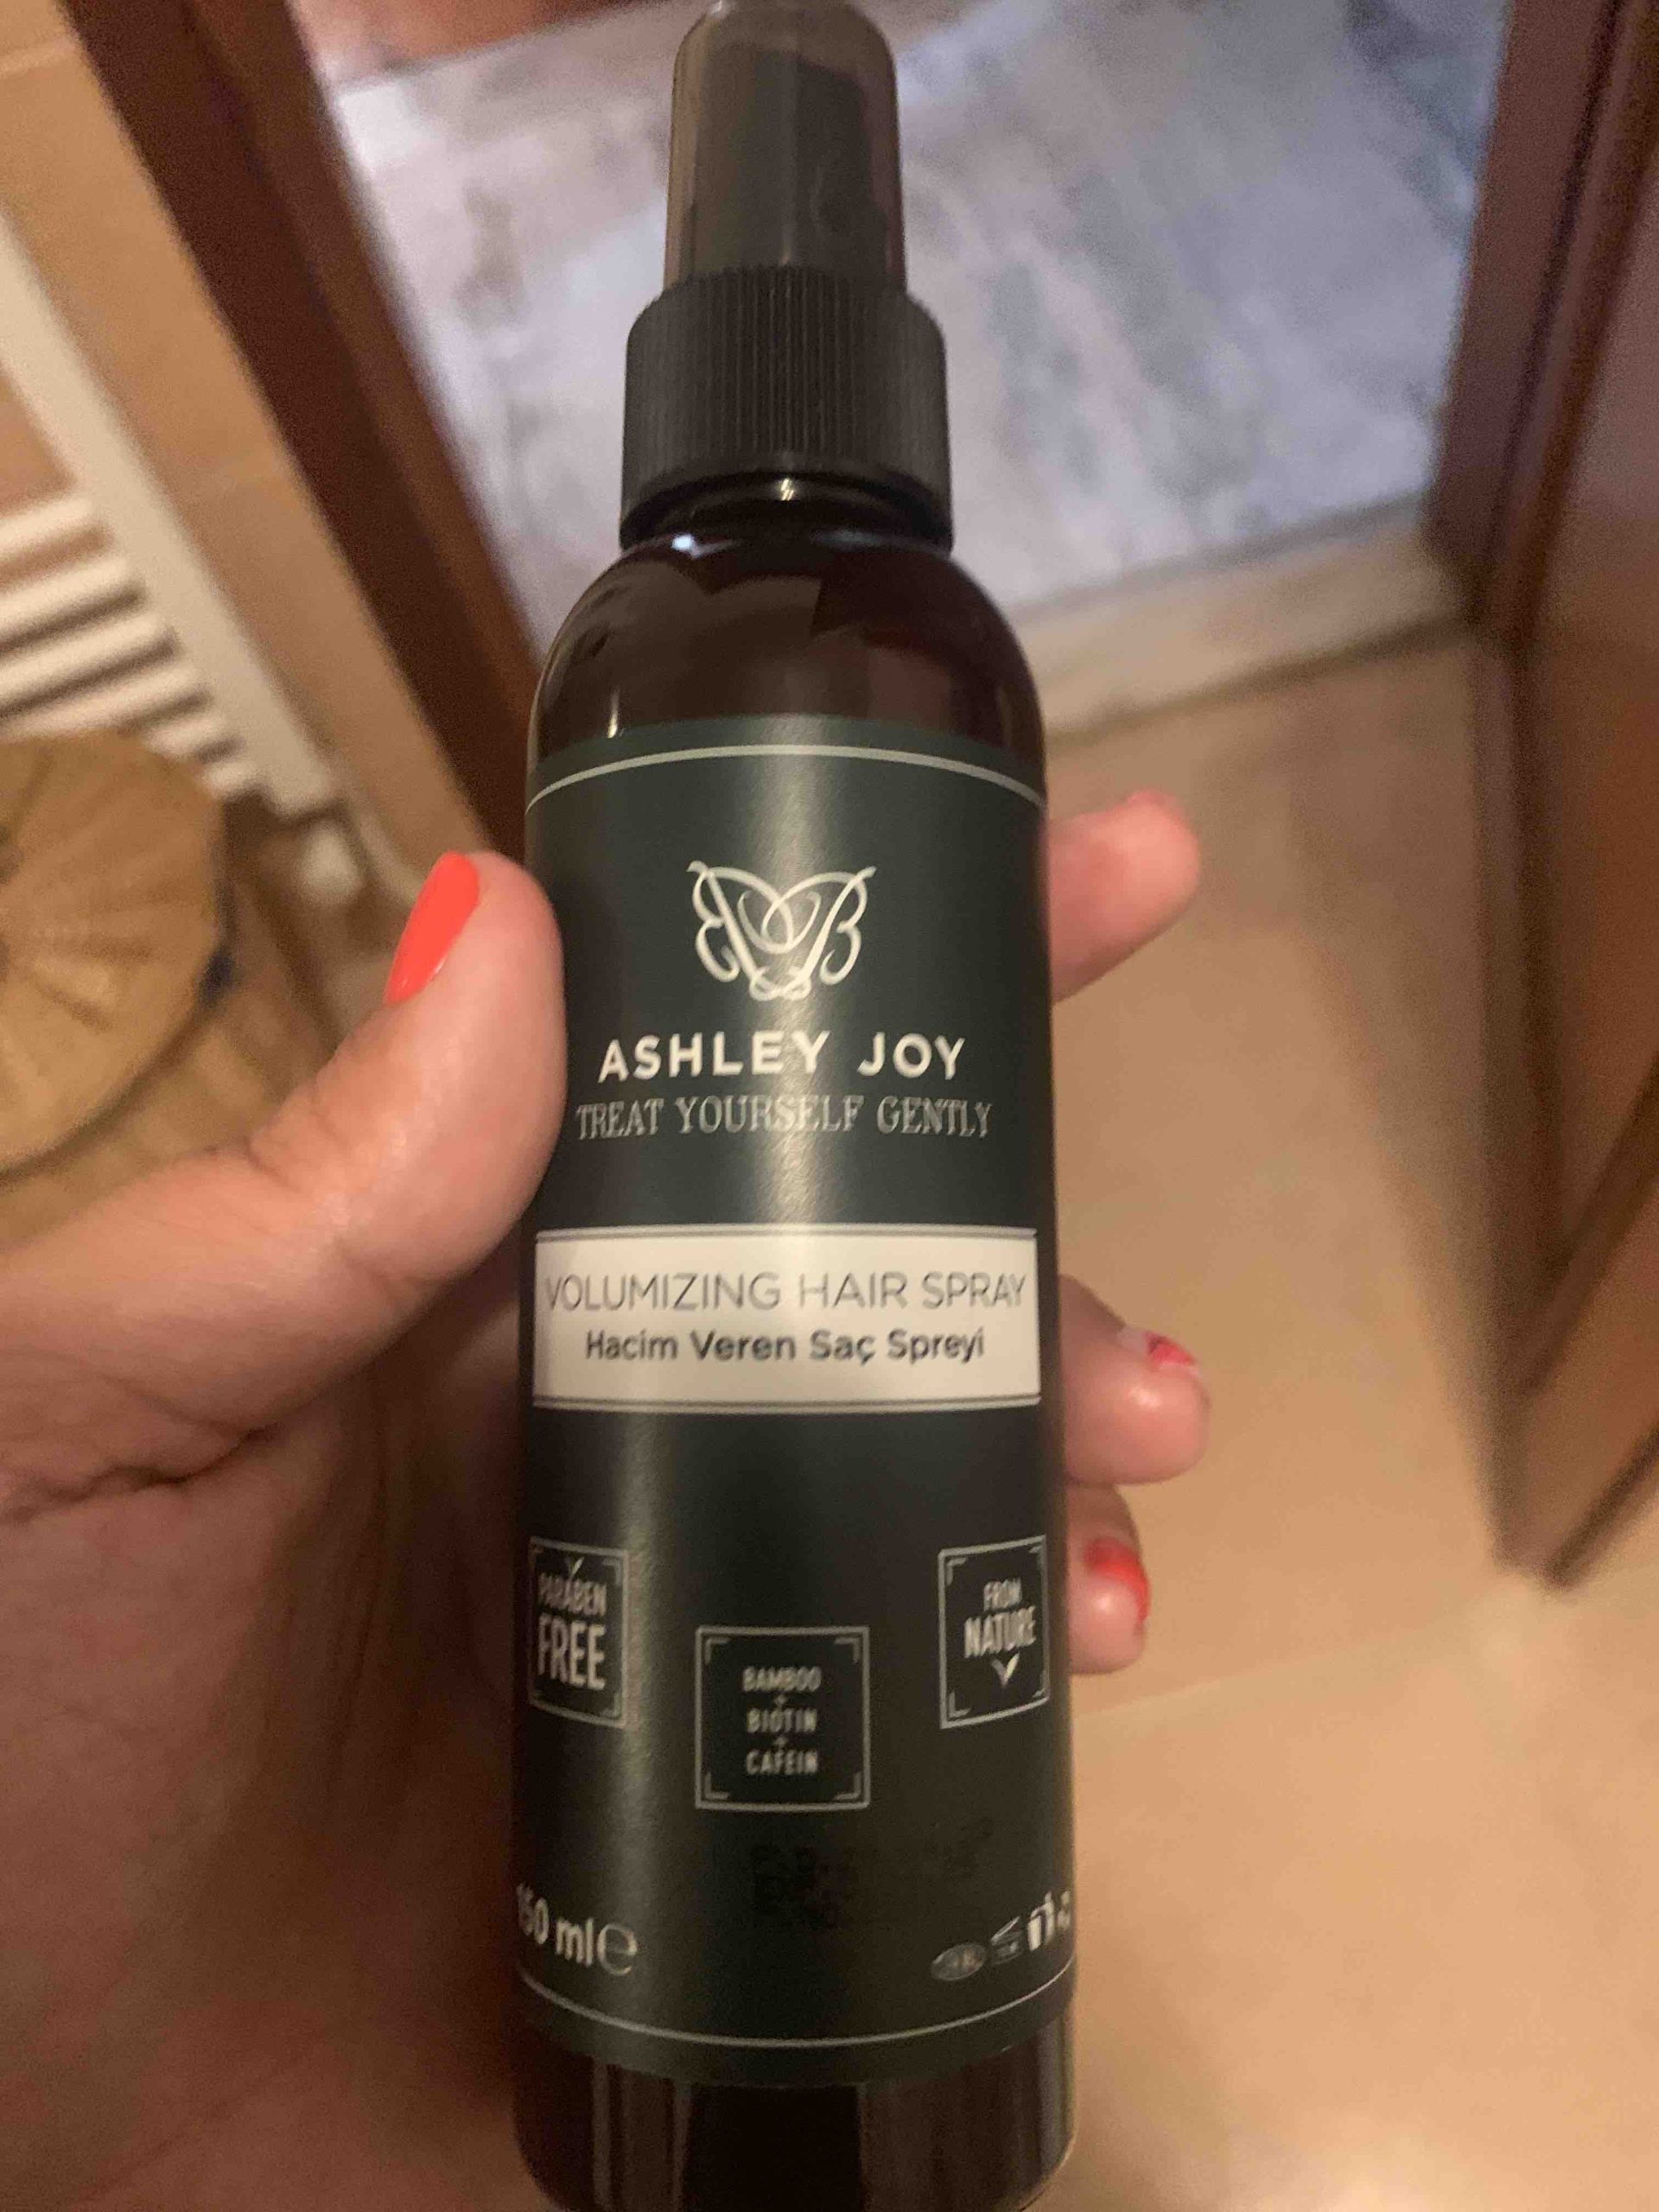 ASHLEY JOY
TREAT YOURSELF GENTLY
VOLUMIZING HAIR SPRAY
Hacim Veren Saç Spreyi
PARABEN
FREE
BAMBOO
+
BIOTIN
+
CAFEIN
FROM
NATURE
ml e